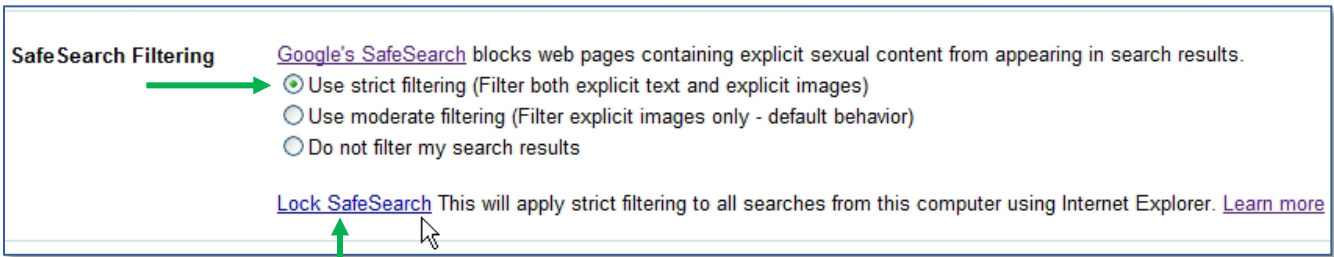 SafeSearch Filtering Google's SafeSearch blocks web pages containing explicit sexual content from appearing in search results.
Use strict filtering (Filter both explicit text and explicit images)
Use moderate filtering (Filter explicit images only - default behavior)
Do not filter my search results
Lock SafeSearch This will apply strict filtering to all searches from this computer using Internet Explorer. Learn more